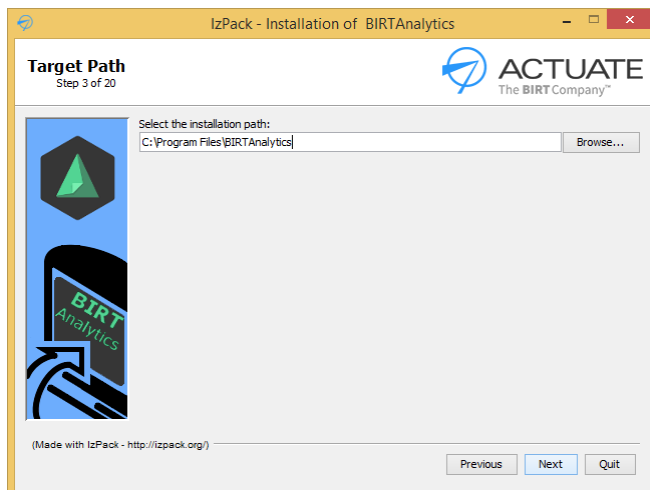 IzPack - Installation of BIRTAnalytics
Target Path
Step 3 of 20
ACTUATE
The BIRT Company™
Select the installation path:
C:\Program Files\BIRTAnalytics
Browse...
BIRT
Analytics
(Made with IzPack - http://izpack.org/)
Previous
Next
Quit